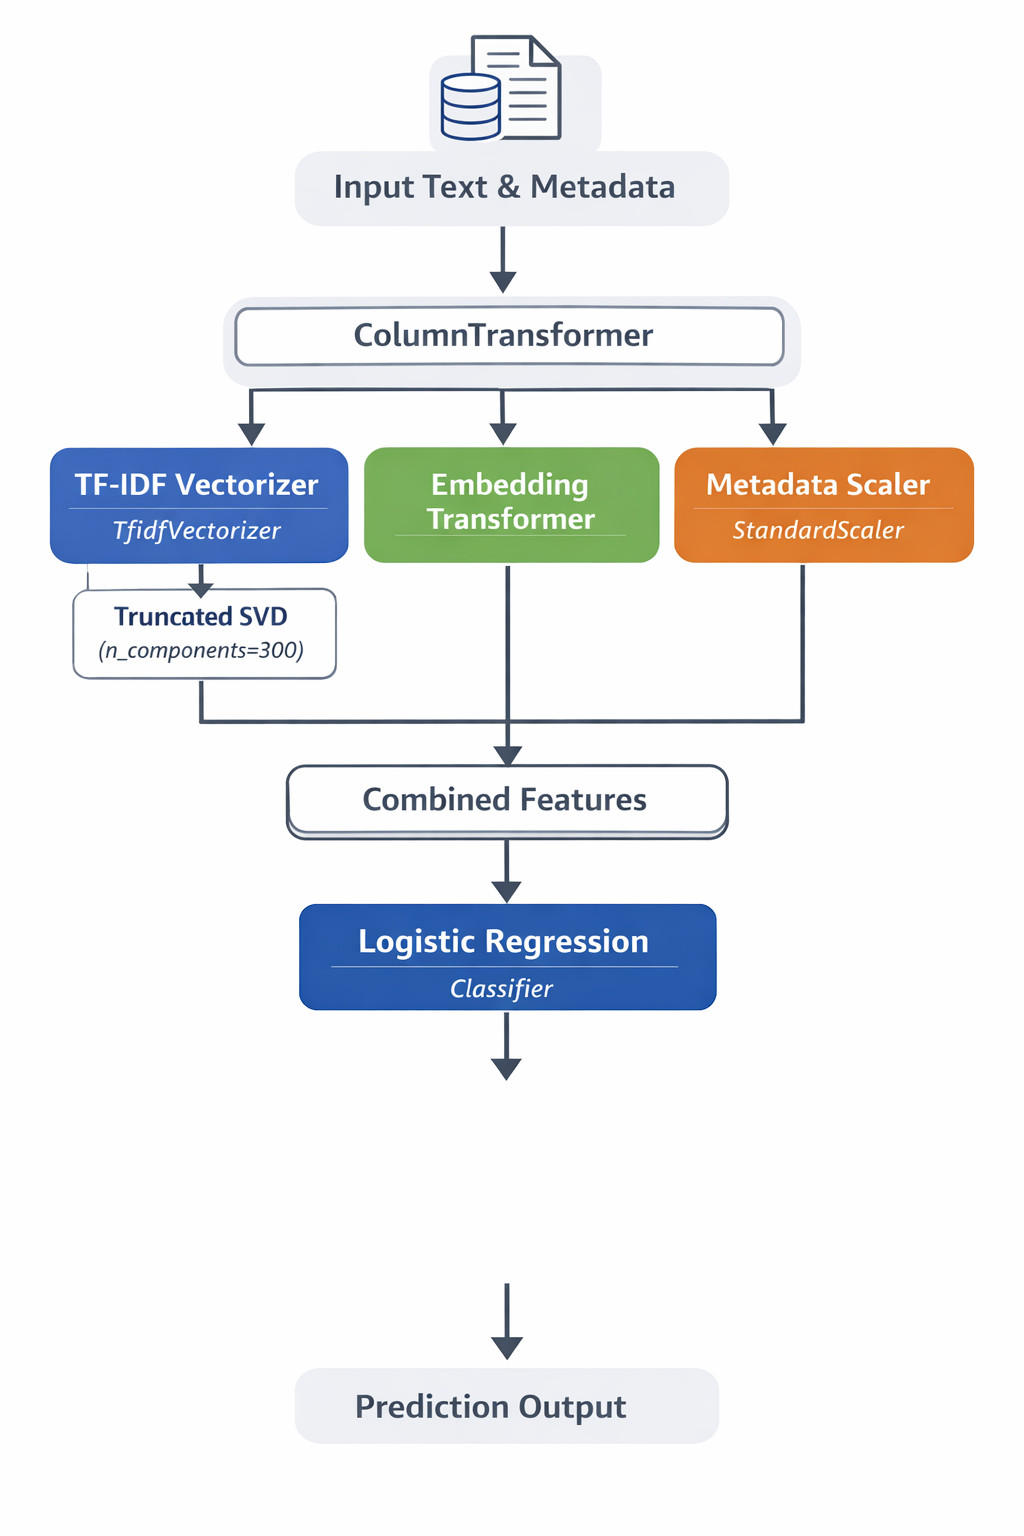 Input Text & Metadata
ColumnTransformer
TF-IDF Vectorizer
TfidfVectorizer
Embedding
Transformer
Metadata Scaler
StandardScaler
Truncated SVD
(n_components=300)
Combined Features
Logistic Regression
Classifier
Prediction Output